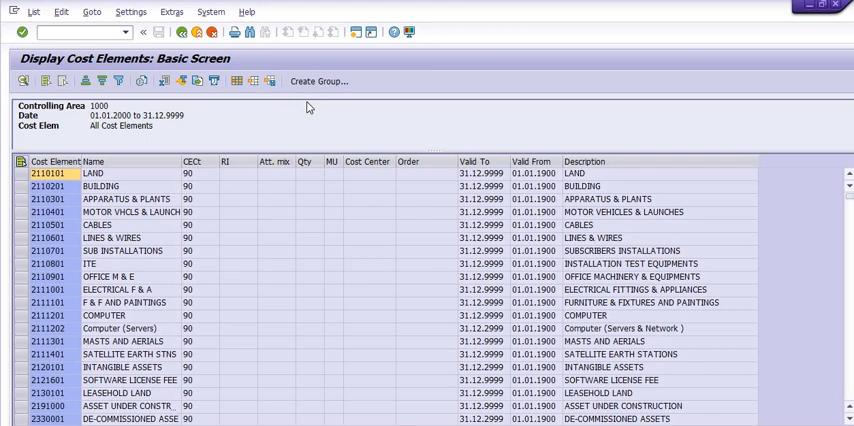 List Edit Goto Settings Extras System Help
Display Cost Elements: Basic Screen
Create Group...
Controlling Area 1000
Date 01.01.2000 to 31.12.9999
Cost Elem All Cost Elements
Cost Element Name CECt RI Att. mix Qty MU Cost Center Order Valid To Valid From Description
2110101 LAND 90 31.12.9999 01.01.1900 LAND
2110201 BUILDING 90 31.12.9999 01.01.1900 BUILDING
2110301 APPARATUS & PLANTS 90 31.12.9999 01.01.1900 APPARATUS & PLANTS
2110401 MOTOR VHCLS & LAUNCH 90 31.12.9999 01.01.1900 MOTOR VEHICLES & LAUNCHES
2110501 CABLES 90 31.12.9999 01.01.1900 CABLES
2110601 LINES & WIRES 90 31.12.9999 01.01.1900 LINES & WIRES
2110701 SUB INSTALLATIONS 90 31.12.9999 01.01.1900 SUBSCRIBERS INSTALLATIONS
2110801 ITE 90 31.12.9999 01.01.1900 INSTALLATION TEST EQUIPMENTS
2110901 OFFICE M & E 90 31.12.9999 01.01.1900 OFFICE MACHINERY & EQUIPMENTS
2111001 ELECTRICAL F & A 90 31.12.9999 01.01.1900 ELECTRICAL FITTINGS & APPLIANCES
2111101 F & F AND PAINTINGS 90 31.12.9999 01.01.1900 FURNITURE & FIXTURES AND PAINTINGS
2111201 COMPUTER 90 31.12.9999 01.01.1900 COMPUTER
2111202 Computer (Servers) 90 31.12.2999 01.01.1900 Computer (Servers & Network )
2111301 MASTS AND AERIALS 90 31.12.9999 01.01.1900 MASTS AND AERIALS
2111401 SATELLITE EARTH STNS 90 31.12.9999 01.01.1900 SATELLITE EARTH STATIONS
2120101 INTANGIBLE ASSETS 90 31.12.2999 01.01.1900 INTANGIBLE ASSETS
2121601 SOFTWARE LICENSE FEE 90 31.12.9999 01.01.1900 SOFTWARE LICENSE FEE
2130101 LEASEHOLD LAND 90 31.12.9999 01.01.1900 LEASEHOLD LAND
2191000 ASSET UNDER CONSTR_ 90 31.12.9999 01.01.1900 ASSET UNDER CONSTRUCTION
2330001 DE-COMMISSIONED ASSE 90 31.12.9999 01.01.1900 DE-COMMISSIONED ASSETS